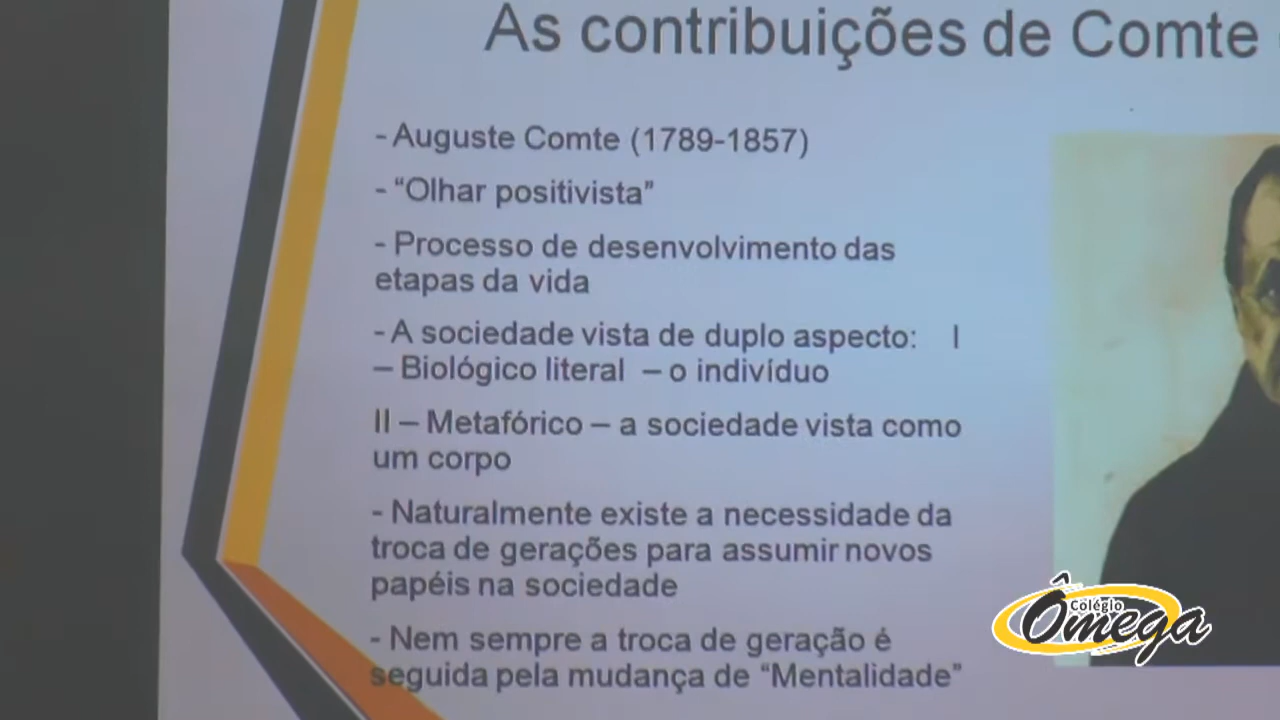 As contribuições de Comte
- Auguste Comte (1789-1857)
- “Olhar positivista”
- Processo de desenvolvimento das
etapas da vida
- A sociedade vista de duplo aspecto: I
– Biológico literal – o indivíduo
II – Metafórico – a sociedade vista como
um corpo
- Naturalmente existe a necessidade da
troca de gerações para assumir novos
papéis na sociedade
- Nem sempre a troca de geração é
seguida pela mudança de “Mentalidade”
Colégio
Ômega